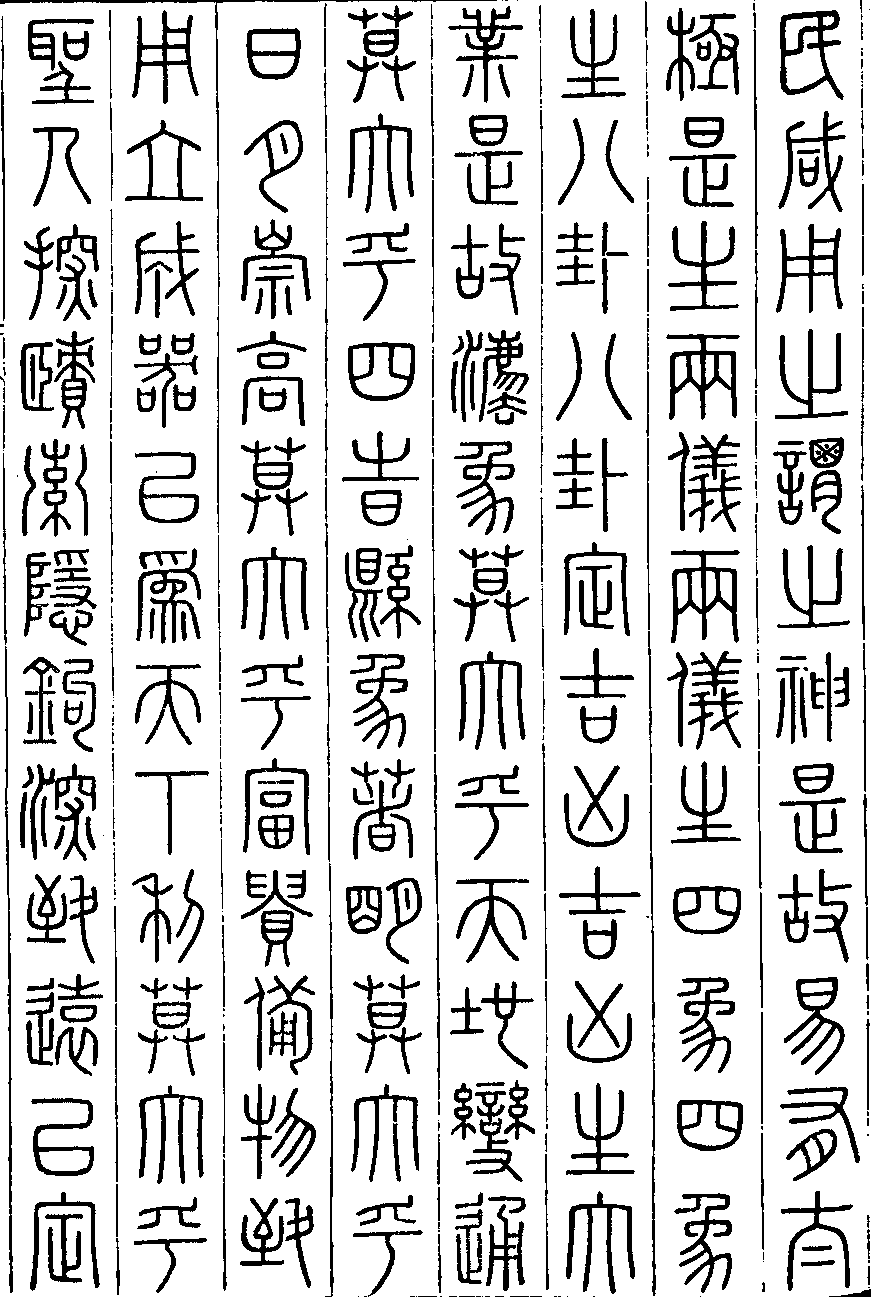 民咸用之謂之神是故易有太
極是生兩儀兩儀生四象四象
生八卦八卦定吉凶吉凶生大
業是故法象莫大乎天地變通
莫大乎四時縣象著明莫大乎
日月崇高莫大乎富貴備物致
用立成器以為天下利莫大乎
聖人探賾索隱鉤深致遠以定